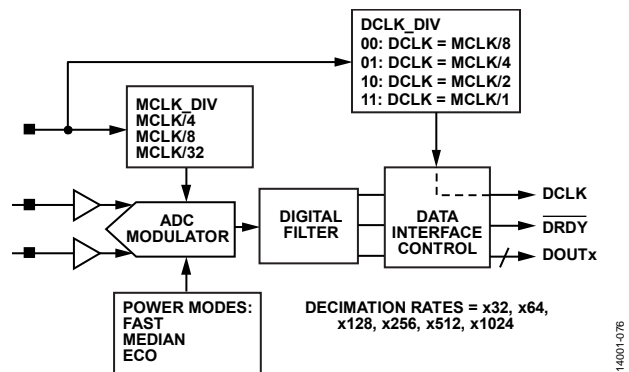 DCLK_DIV
00: DCLK = MCLK/8
01: DCLK = MCLK/4
10: DCLK = MCLK/2
11: DCLK = MCLK/1
MCLK_DIV
MCLK/4
MCLK/8
MCLK/32
ADC
MODULATOR
DIGITAL
FILTER
DATA
INTERFACE
CONTROL
DCLK
DRDY
DOUTx
POWER MODES:
FAST
MEDIAN
ECO
DECIMATION RATES = x32, x64,
x128, x256, x512, x1024
14001-076